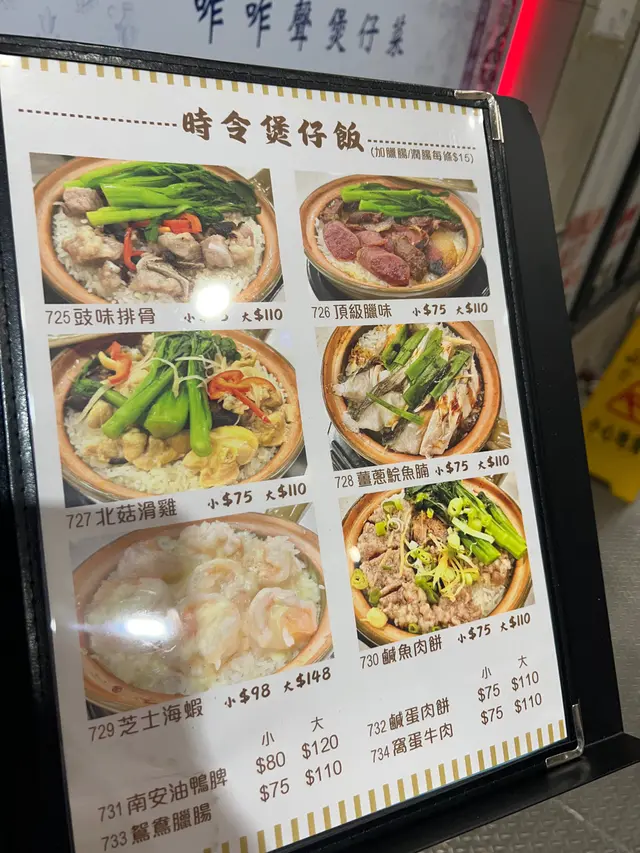 咋咋聲煲仔菜
時令煲仔飯
(加臘腸/潤腸每條$15)
725 豉味排骨 大$110
726 頂級臘味 小$75 大$110
727 北菇滑雞 小$75 大$110
728 薑蔥鯇魚腩 小$75 大$110
729 芝士海蝦 小$98 大$148
730 鹹魚肉餅 小$75 大$110
小 大
731 南安油鴨髀 $80 $120
733 鴛鴦臘腸 $75 $110
小 大
732 鹹蛋肉餅 $75 $110
734 窩蛋牛肉 $75 $110
小心地滑